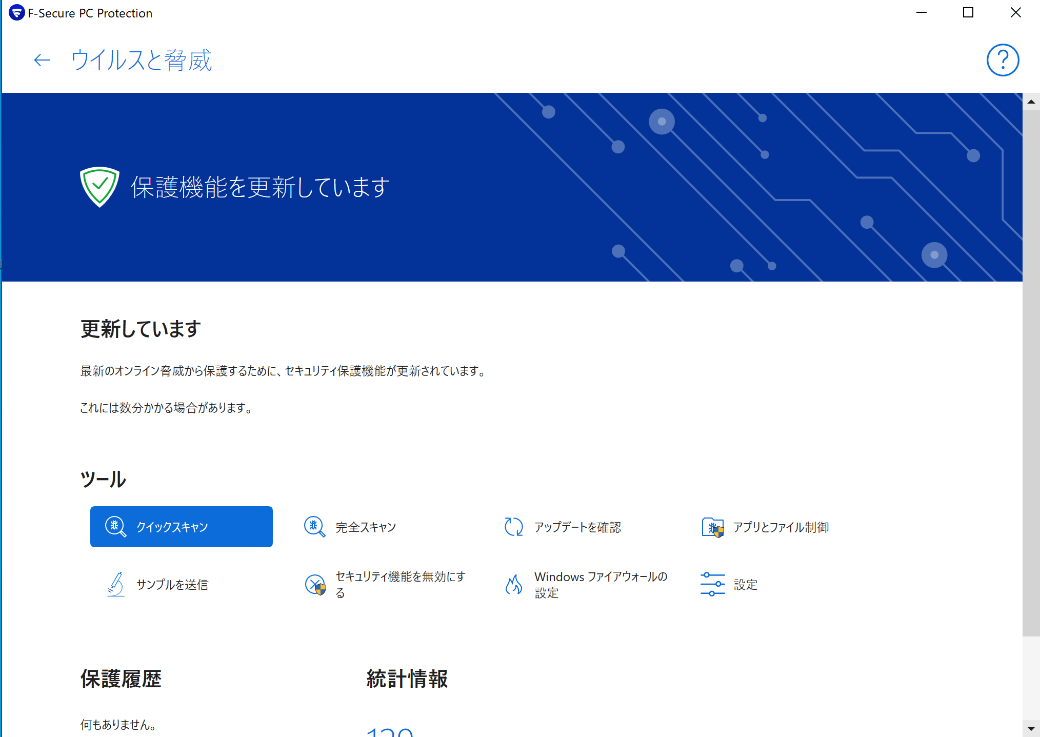 F-Secure PC Protection
ウイルスと脅威
?
保護機能を更新しています
更新しています
最新のオンライン脅威から保護するために、セキュリティ保護機能が更新されています。
これには数分かかる場合があります。
ツール
クイックスキャン
完全スキャン
アップデートを確認
アプリとファイル制御
サンプルを送信
セキュリティ機能を無効にす
る
Windows ファイアウォールの
設定
設定
保護履歴
統計情報
何もありません。